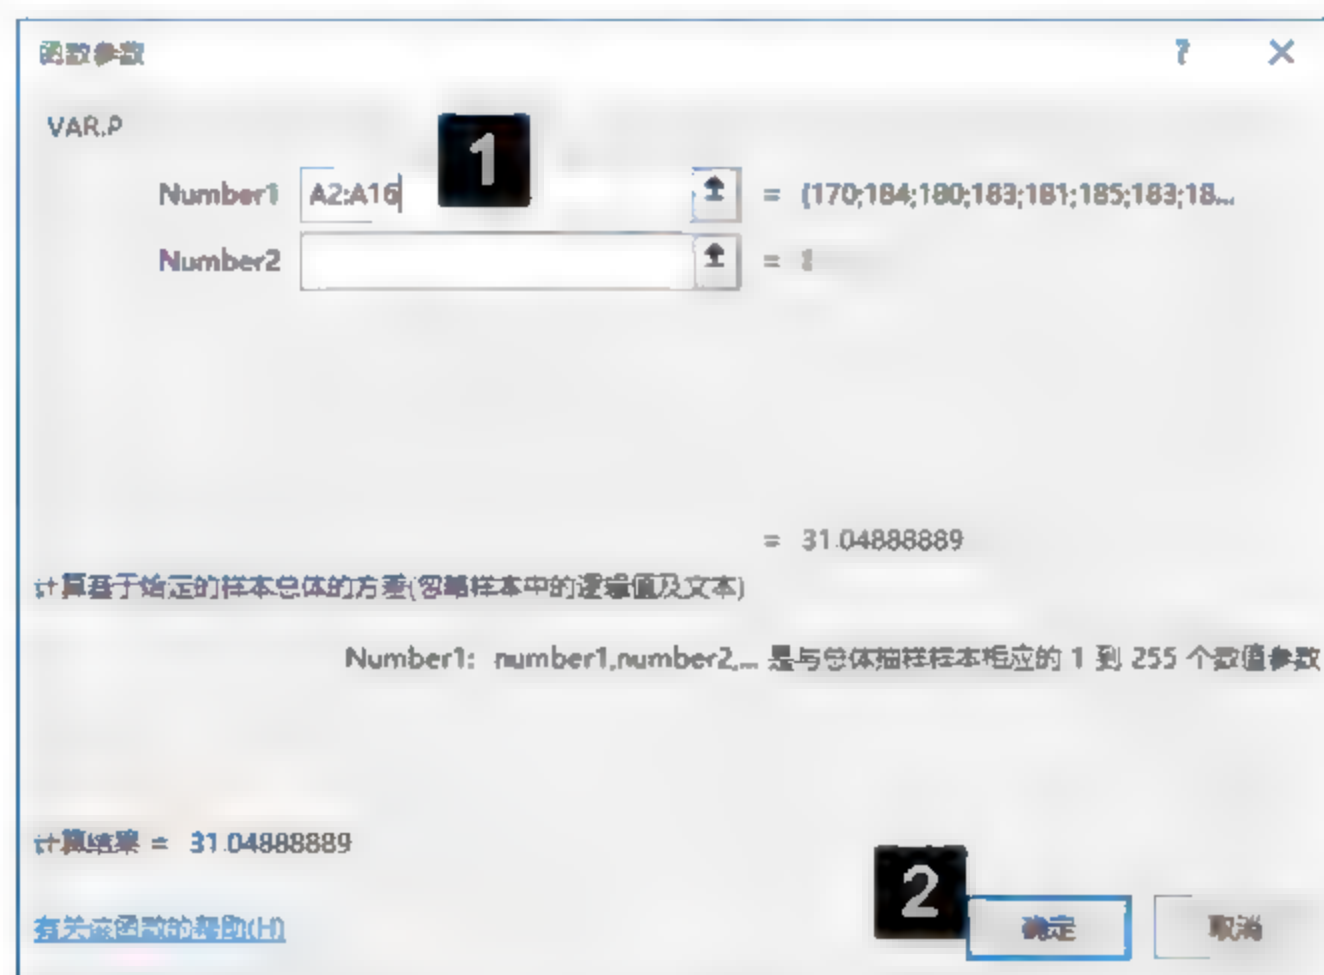 函数参数 ? ×
VAR.P
1
Number1 A2:A16 = {170;184;180;183;181;185;183;18...
Number2 =
= 31.04888889
计算基于给定的样本总体的方差(忽略样本中的逻辑值及文本)
Number1: number1,number2,... 是与总体抽样样本相应的 1 到 255 个数值参数
计算结果 = 31.04888889
2
有关该函数的帮助(H) 确定 取消